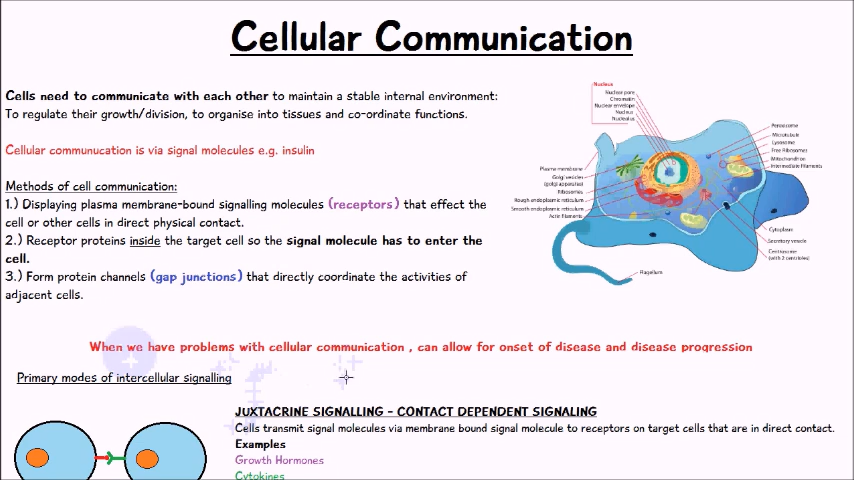 Cellular Communication
Cells need to communicate with each other to maintain a stable internal environment:
To regulate their growth/division, to organise into tissues and co-ordinate functions.
Cellular communucation is via signal molecules e.g. insulin
Methods of cell communication:
1.) Displaying plasma membrane-bound signalling molecules (receptors) that effect the
cell or other cells in direct physical contact.
2.) Receptor proteins inside the target cell so the signal molecule has to enter the
cell.
3.) Form protein channels (gap junctions) that directly coordinate the activities of
adjacent cells.
Nucleus
Nuclear pore
Chromatin
Nuclear envelope
Nucleus
Nucleolus
Plasma membrane
Golgi vesicles
(golgi apparatus)
Ribosomes
Rough endoplasmic reticulum
Smooth endoplasmic reticulum
Actin filaments
Peroxisome
Microtubule
Lysosome
Free Ribosomes
Mitochondrion
Intermediate filaments
Cytoplasm
Secretory vesicle
Centrosome
(with 2 centrioles)
Flagellum
When we have problems with cellular communication , can allow for onset of disease and disease progression
Primary modes of intercellular signalling
JUXTACRINE SIGNALLING - CONTACT DEPENDENT SIGNALING
Cells transmit signal molecules via membrane bound signal molecule to receptors on target cells that are in direct contact.
Examples
Growth Hormones
Cytokines